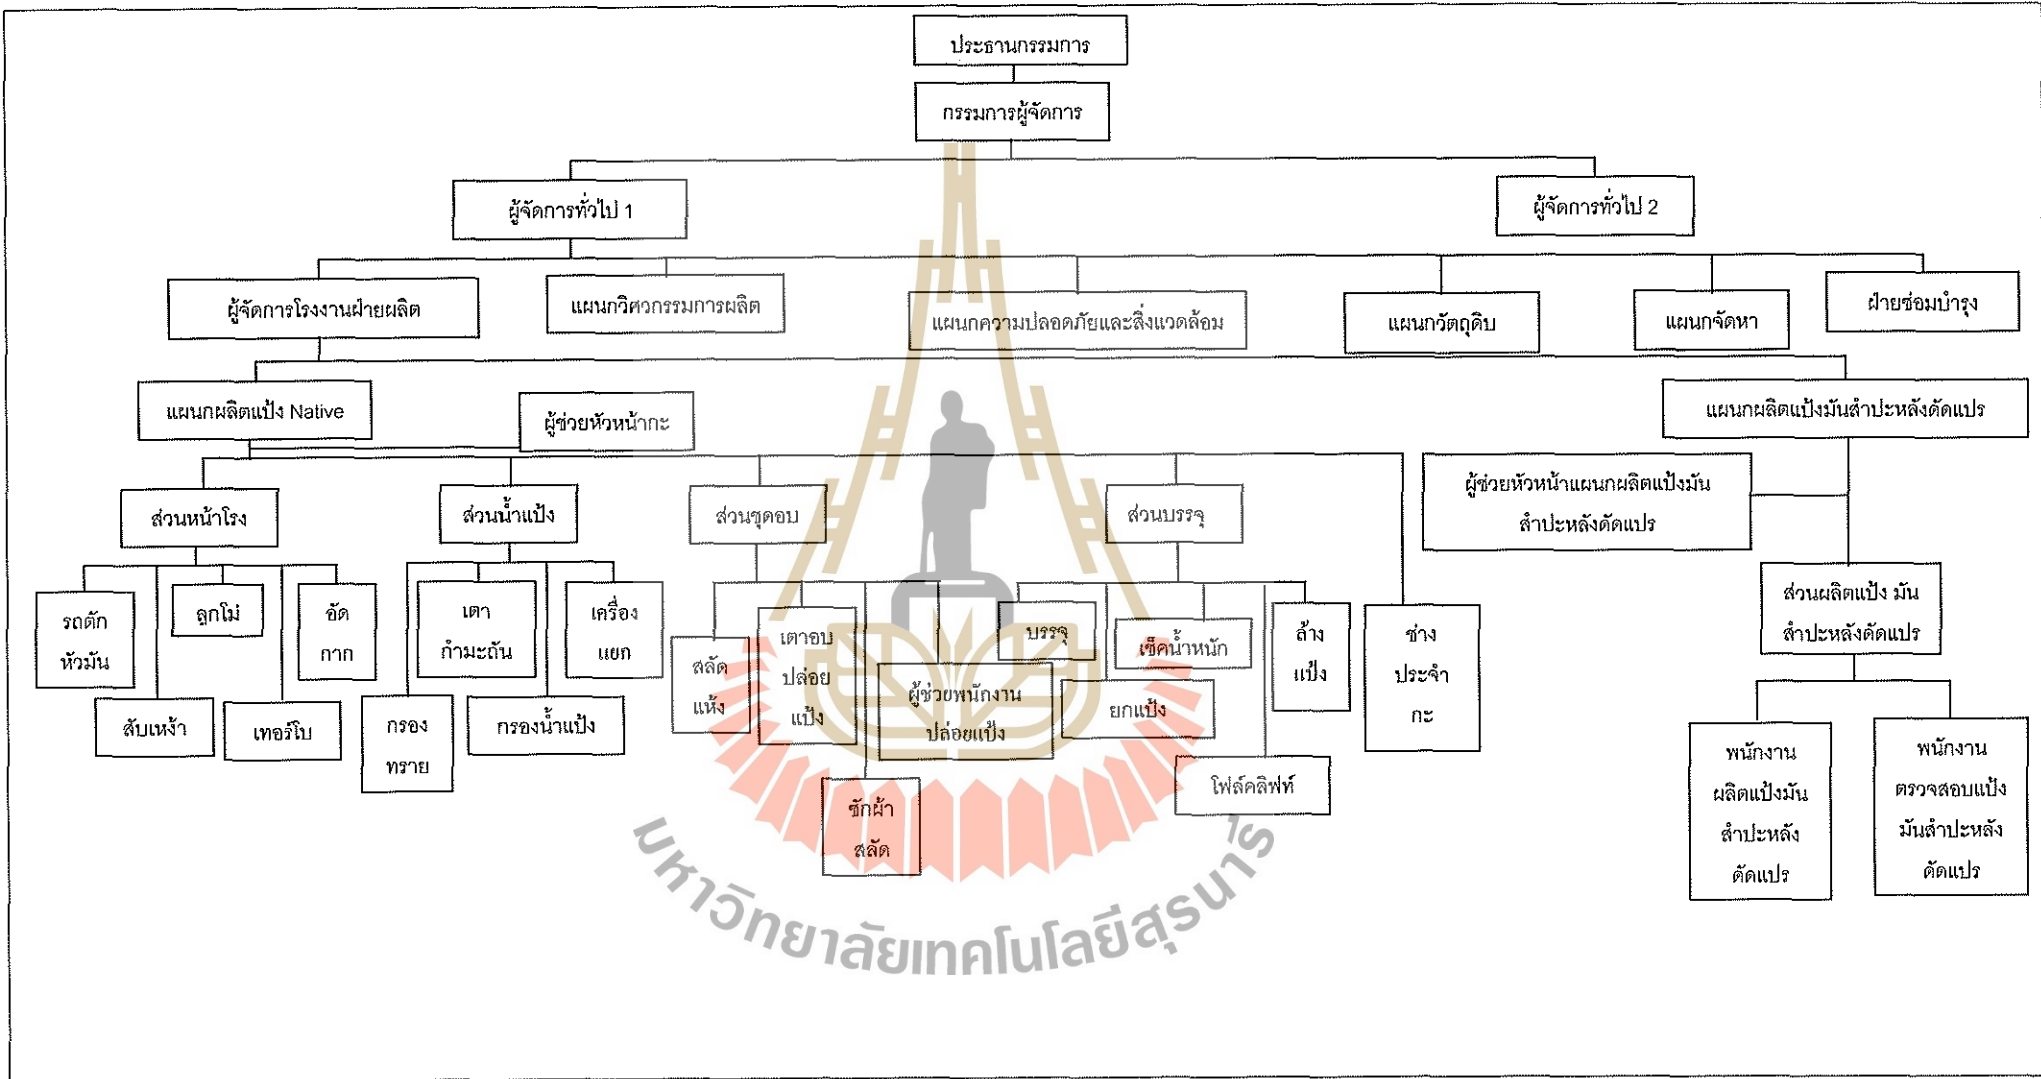 ประธานกรรมการ
กรรมการผู้จัดการ
ผู้จัดการทั่วไป 1
ผู้จัดการทั่วไป 2
ผู้จัดการโรงงานฝ่ายผลิต
แผนกวิศวกรรมการผลิต
แผนกความปลอดภัยและสิ่งแวดล้อม
แผนกวัตถุดิบ
แผนกจัดหา
ฝ่ายซ่อมบำรุง
แผนกผลิตแป้ง Native
ผู้ช่วยหัวหน้ากะ
แผนกผลิตแป้งมันสำปะหลังดัดแปร
ผู้ช่วยหัวหน้าแผนกผลิตแป้งมัน
สำปะหลังดัดแปร
ส่วนหน้าโรง
ส่วนน้ำแป้ง
ส่วนชุดอบ
ส่วนบรรจุ
ส่วนผลิตแป้ง มัน
สำปะหลังดัดแปร
รถตัก
หัวมัน
ลูกโม่
อัด
กาก
เตา
กำมะถัน
เครื่อง
แยก
สลัด
แห้ง
เตาอบ
ปล่อย
แป้ง
ผู้ช่วยพนักงาน
ปล่อยแป้ง
บรรจุ
เช็คน้ำหนัก
ล้าง
แป้ง
ช่าง
ประจำ
กะ
สับเหง้า
เทอร์โบ
กรอง
ทราย
กรองน้ำแป้ง
ยกแป้ง
ซักผ้า
สลัด
โฟล์คลิฟท์
พนักงาน
ผลิตแป้งมัน
สำปะหลัง
ดัดแปร
พนักงาน
ตรวจสอบแป้ง
มันสำปะหลัง
ดัดแปร
มหาวิทยาลัยเทคโนโลยีสุรนารี